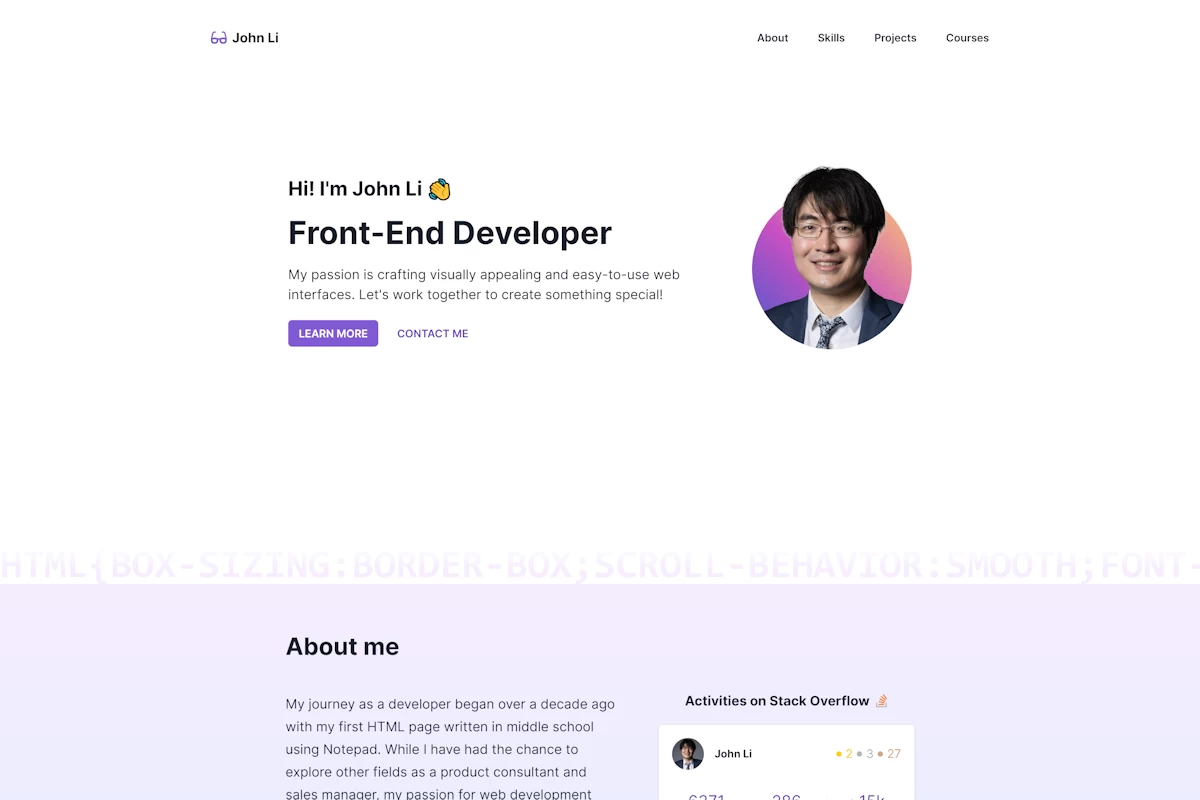 John Li
About Skills Projects Courses
Hi! I'm John Li
Front-End Developer
My passion is crafting visually appealing and easy-to-use web
interfaces. Let's work together to create something special!
LEARN MORE CONTACT ME
HTML{BOX-SIZING:BORDER-BOX;SCROLL-BEHAVIOR:SMOOTH;FONT-
About me
My journey as a developer began over a decade ago
with my first HTML page written in middle school
using Notepad. While I have had the chance to
explore other fields as a product consultant and
sales manager, my passion for web development
Activities on Stack Overflow
John Li
2 3 27
6371 286 15k